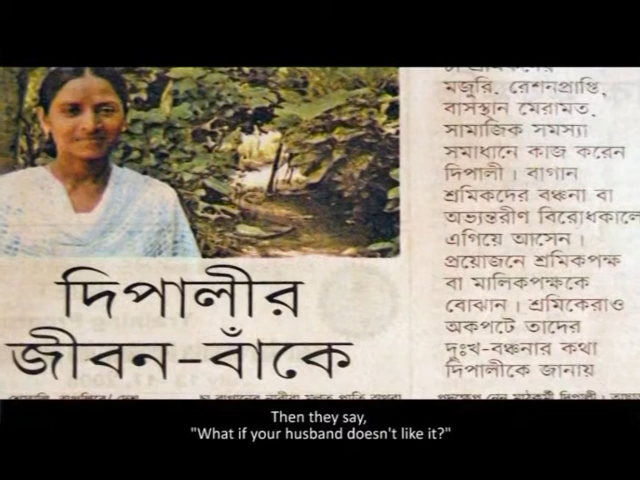 দিপালীর
জীবন-বাঁকে
মজুরি, রেশনপ্রাপ্তি,
বাসস্থান মেরামত,
সামাজিক সমস্যা
সমাধানে কাজ করেন
দিপালী। বাগান
শ্রমিকদের বঞ্চনা বা
অভ্যন্তরীণ বিরোধকালে
এগিয়ে আসেন।
প্রয়োজনে শ্রমিকপক্ষ
বা মালিকপক্ষকে
বোঝান। শ্রমিকেরাও
অকপটে তাদের
দুঃখ-বঞ্চনার কথা
দিপালীকে জানায়
Then they say,
"What if your husband doesn't like it?"